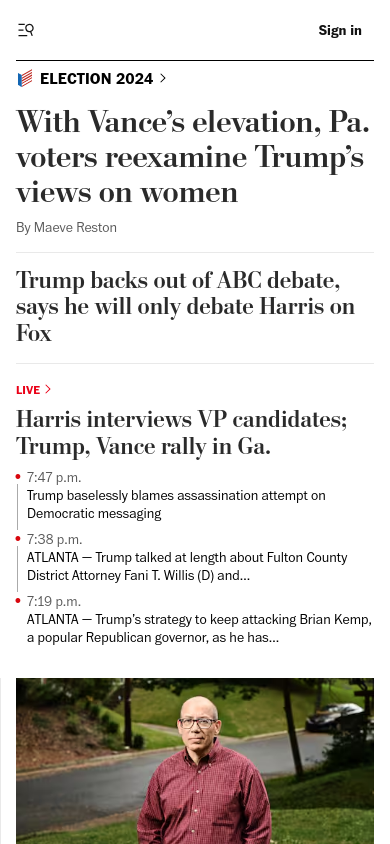 Sign in
ELECTION 2024
With Vance’s elevation, Pa.
voters reexamine Trump’s
views on women
By Maeve Reston
Trump backs out of ABC debate,
says he will only debate Harris on
Fox
LIVE
Harris interviews VP candidates;
Trump, Vance rally in Ga.
7:47 p.m.
Trump baselessly blames assassination attempt on
Democratic messaging
7:38 p.m.
ATLANTA — Trump talked at length about Fulton County
District Attorney Fani T. Willis (D) and...
7:19 p.m.
ATLANTA — Trump’s strategy to keep attacking Brian Kemp,
a popular Republican governor, as he has...